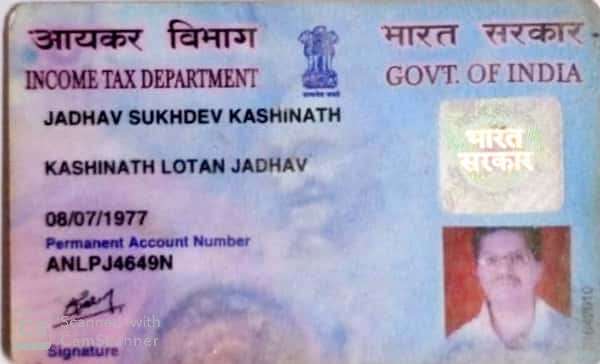 आयकर विभाग
INCOME TAX DEPARTMENT
भारत सरकार
GOVT. OF INDIA
JADHAV SUKHDEV KASHINATH
KASHINATH LOTAN JADHAV
भारत
सरकार
08/07/1977
Permanent Account Number
ANLPJ4649N
Scanned with
CamScanner
Signature